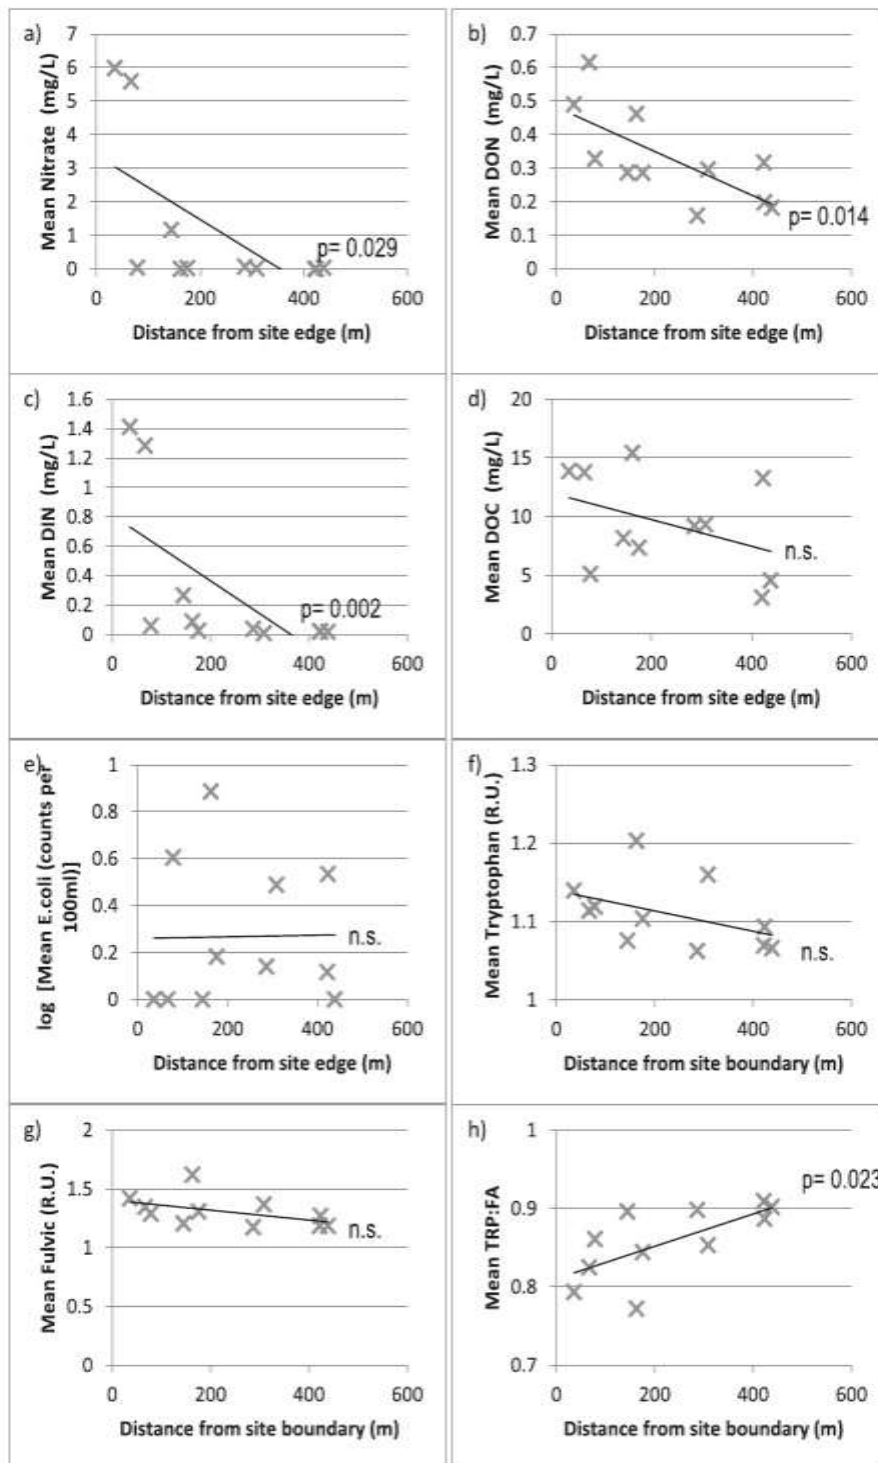 a)
Mean Nitrate (mg/L)
7
6
5
4
3
2
1
0
p= 0.029
0 200 400 600
Distance from site edge (m)
b)
Mean DON (mg/L)
0.7
0.6
0.5
0.4
0.3
0.2
0.1
0
p= 0.014
0 200 400 600
Distance from site edge (m)
c)
Mean DIN (mg/L)
1.6
1.4
1.2
1
0.8
0.6
0.4
0.2
0
p= 0.002
0 200 400 600
Distance from site edge (m)
d)
Mean DOC (mg/L)
20
15
10
5
0
n.s.
0 200 400 600
Distance from site edge (m)
e)
log [Mean E.coli (counts per
100ml)]
1
0.8
0.6
0.4
0.2
0
n.s.
0 200 400 600
Distance from site edge (m)
f)
Mean Tryptophan (R.U.)
1.3
1.2
1.1
1
n.s.
0 200 400 600
Distance from site boundary (m)
g)
Mean Fulvic (R.U.)
2
1.5
1
0.5
0
n.s.
0 200 400 600
Distance from site boundary (m)
h)
Mean TRP:FA
1
0.9
0.8
0.7
p= 0.023
0 200 400 600
Distance from site boundary (m)